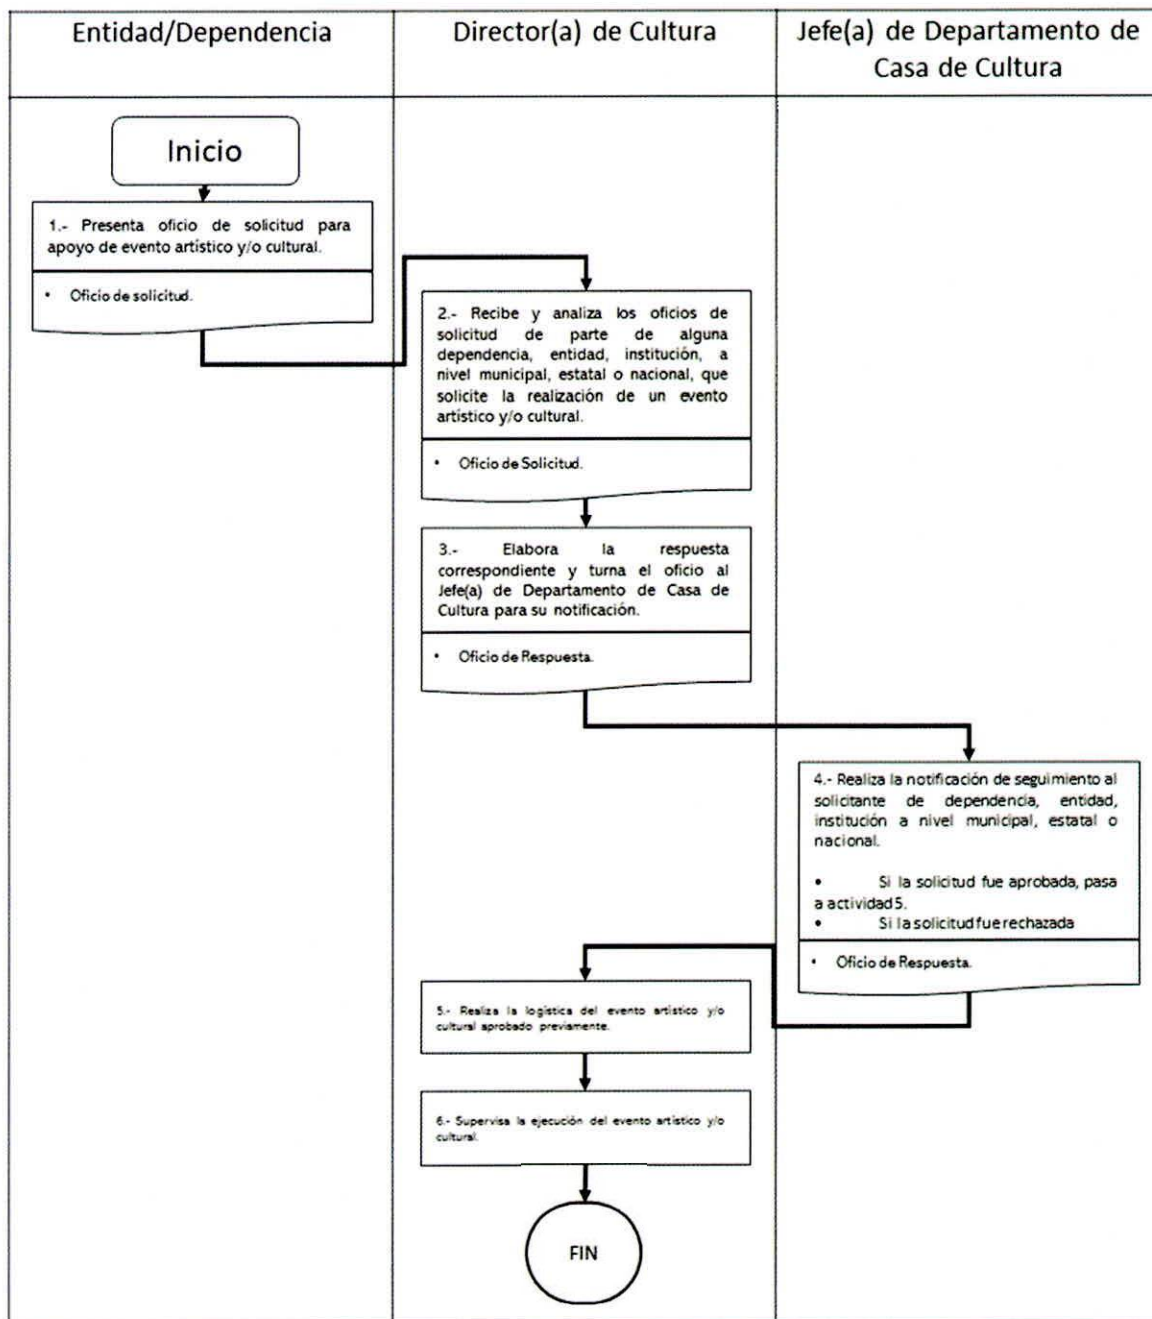 Entidad/Dependencia
Director(a) de Cultura
Jefe(a) de Departamento de
Casa de Cultura
Inicio
1.- Presenta oficio de solicitud para
apoyo de evento artístico y/o cultural.
• Oficio de solicitud.
2.- Recibe y analiza los oficios de
solicitud de parte de alguna
dependencia, entidad, institución, a
nivel municipal, estatal o nacional, que
solicite la realización de un evento
artístico y/o cultural.
• Oficio de Solicitud.
3.- Elabora la respuesta
correspondiente y turna el oficio al
Jefe(a) de Departamento de Casa de
Cultura para su notificación.
• Oficio de Respuesta.
4.- Realiza la notificación de seguimiento al
solicitante de dependencia, entidad,
institución a nivel municipal, estatal o
nacional.
• Si la solicitud fue aprobada, pasa
a actividad 5.
• Si la solicitud fue rechazada
• Oficio de Respuesta.
5.- Realiza la logística del evento artístico y/o
cultural aprobado previamente.
6.- Supervisa la ejecución del evento artístico y/o
cultural.
FIN